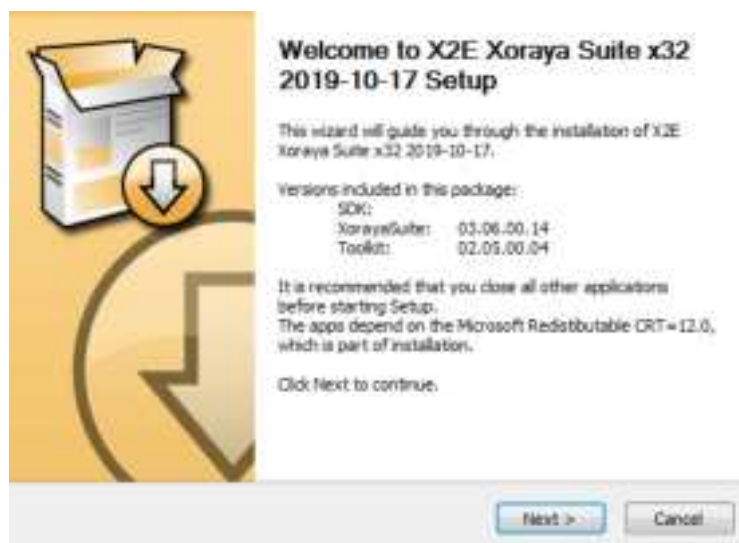 Welcome to X2E Xoraya Suite x32
2019-10-17 Setup
This wizard will guide you through the installation of X2E
Xoraya Suite x32 2019-10-17.
Versions included in this package:
SDK:
XorayaSuite: 03.06.00.14
Toolkit: 02.05.00.04
It is recommended that you close all other applications
before starting Setup.
The apps depend on the Microsoft Redistibutable CRT=12.0,
which is part of installation.
Click Next to continue.
Next >
Cancel